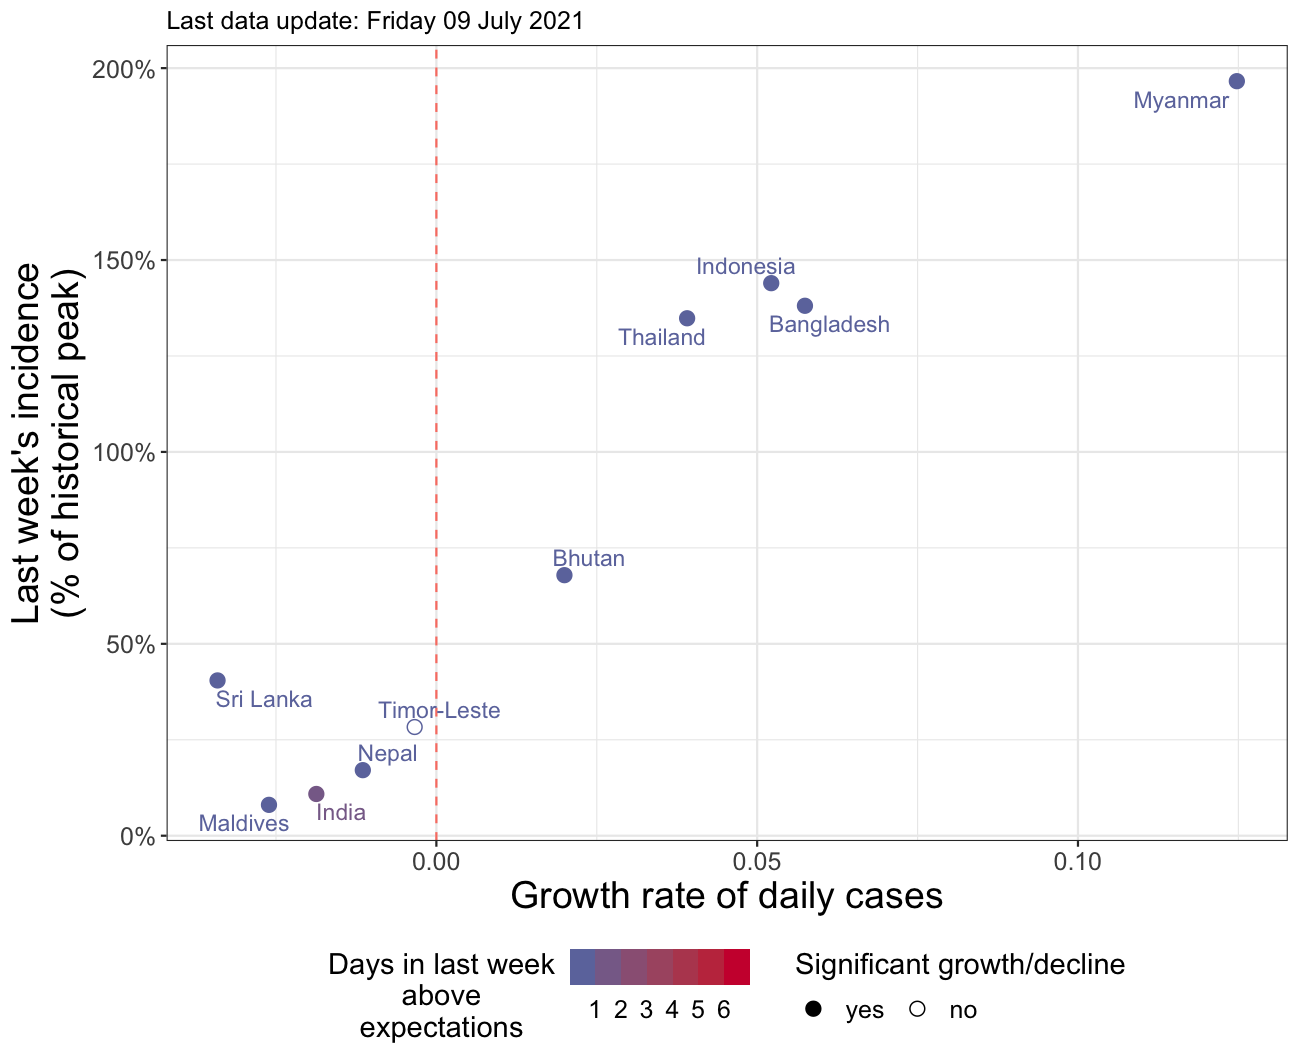 Last data update: Friday 09 July 2021
200%
150%
100%
50%
0%
Last week's incidence
(% of historical peak)
Myanmar
Indonesia
Bangladesh
Thailand
Bhutan
Sri Lanka
Timor-Leste
Nepal
India
Maldives
0.00 0.05 0.10
Growth rate of daily cases
Days in last week
above
expectations
1 2 3 4 5 6
Significant growth/decline
yes no